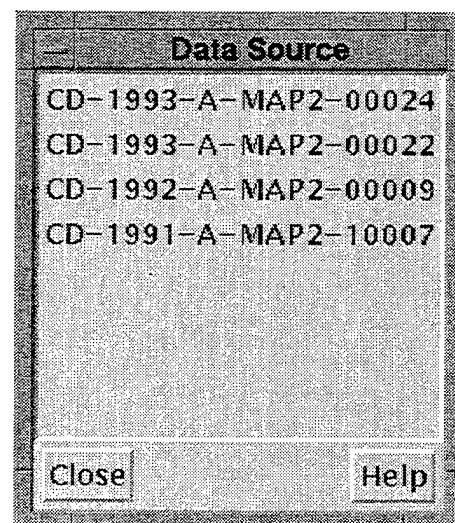 Data Source
CD-1993-A-MAP2-00024
CD-1993-A-MAP2-00022
CD-1992-A-MAP2-00009
CD-1991-A-MAP2-10007
Close Help